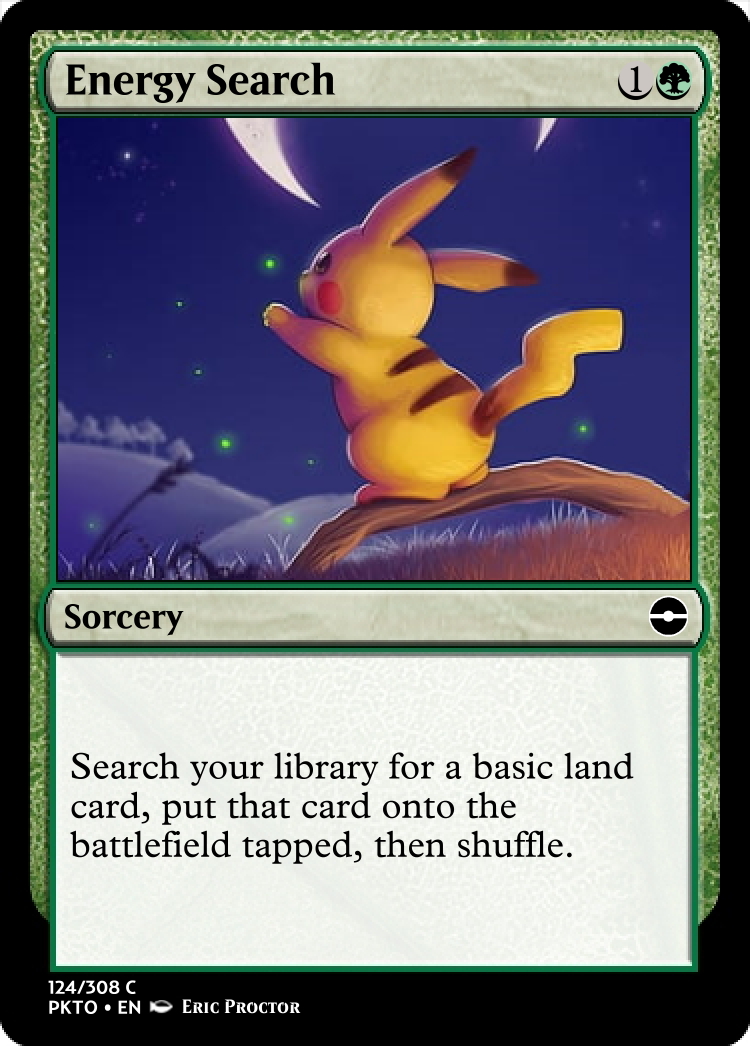 Energy Search 1
Sorcery
Search your library for a basic land
card, put that card onto the
battlefield tapped, then shuffle.
124/308 C
PKTO • EN Eric Proctor